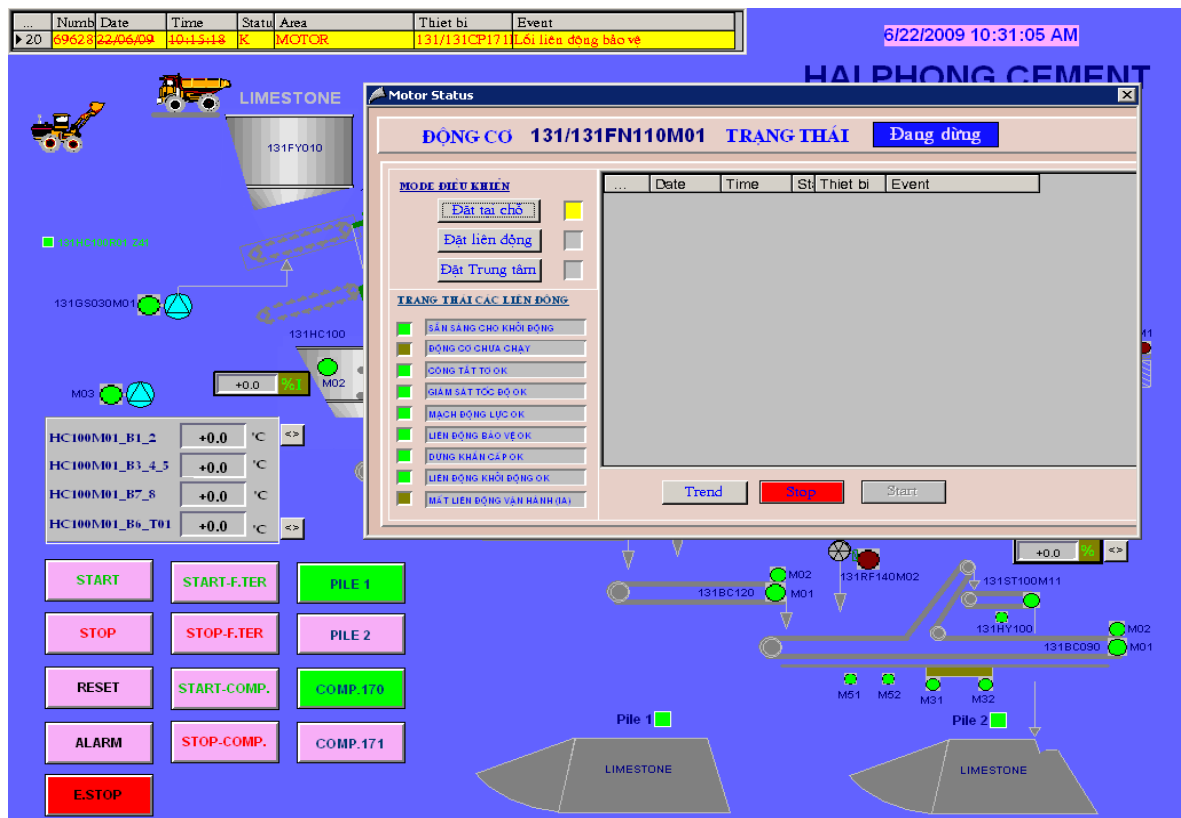 ... Numb Date Time Statu Area Thiet bi Event
20 69628 22/06/09 10:15:18 K MOTOR 131/131CP171 Lỗi liên động bảo vệ
6/22/2009 10:31:05 AM
HAI PHONG CEMENT
LIMESTONE
131FY010
131HC100R01-Z41
131GS030M01
131HC100
M03
+0.0 %I
M02
Motor Status
ĐỘNG CƠ 131/131FN110M01 TRẠNG THÁI Đang dừng
MODE ĐIỀU KHIỂN
Đặt tại chỗ
Đặt liên động
Đặt Trung tâm
TRẠNG THÁI CÁC LIÊN ĐỘNG
SẴN SÀNG CHO KHỞI ĐỘNG
ĐỘNG CƠ CHƯA CHẠY
CÔNG TẮT TƠ OK
GIÁM SÁT TỐC ĐỘ OK
MẠCH ĐỘNG LỰC OK
LIÊN ĐỘNG BẢO VỆ OK
DỪNG KHẨN CẤP OK
LIÊN ĐỘNG KHỞI ĐỘNG OK
MẤT LIÊN ĐỘNG VẬN HÀNH (IA)
... Date Time St Thiet bi Event
Trend Stop Start
HC100M01_B1_2 +0.0 'C <>
HC100M01_B3_4_5 +0.0 'C
HC100M01_B7_8 +0.0 'C
HC100M01_B6_T01 +0.0 'C <>
START START-F.TER PILE 1
STOP STOP-F.TER PILE 2
RESET START-COMP. COMP.170
ALARM STOP-COMP. COMP.171
E.STOP
+0.0 % <>
131BC120
M02
M01
131RF140M02
131ST100M11
131HY100
M02
131BC090 M01
M51 M52 M31 M32
Pile 1
Pile 2
LIMESTONE
LIMESTONE